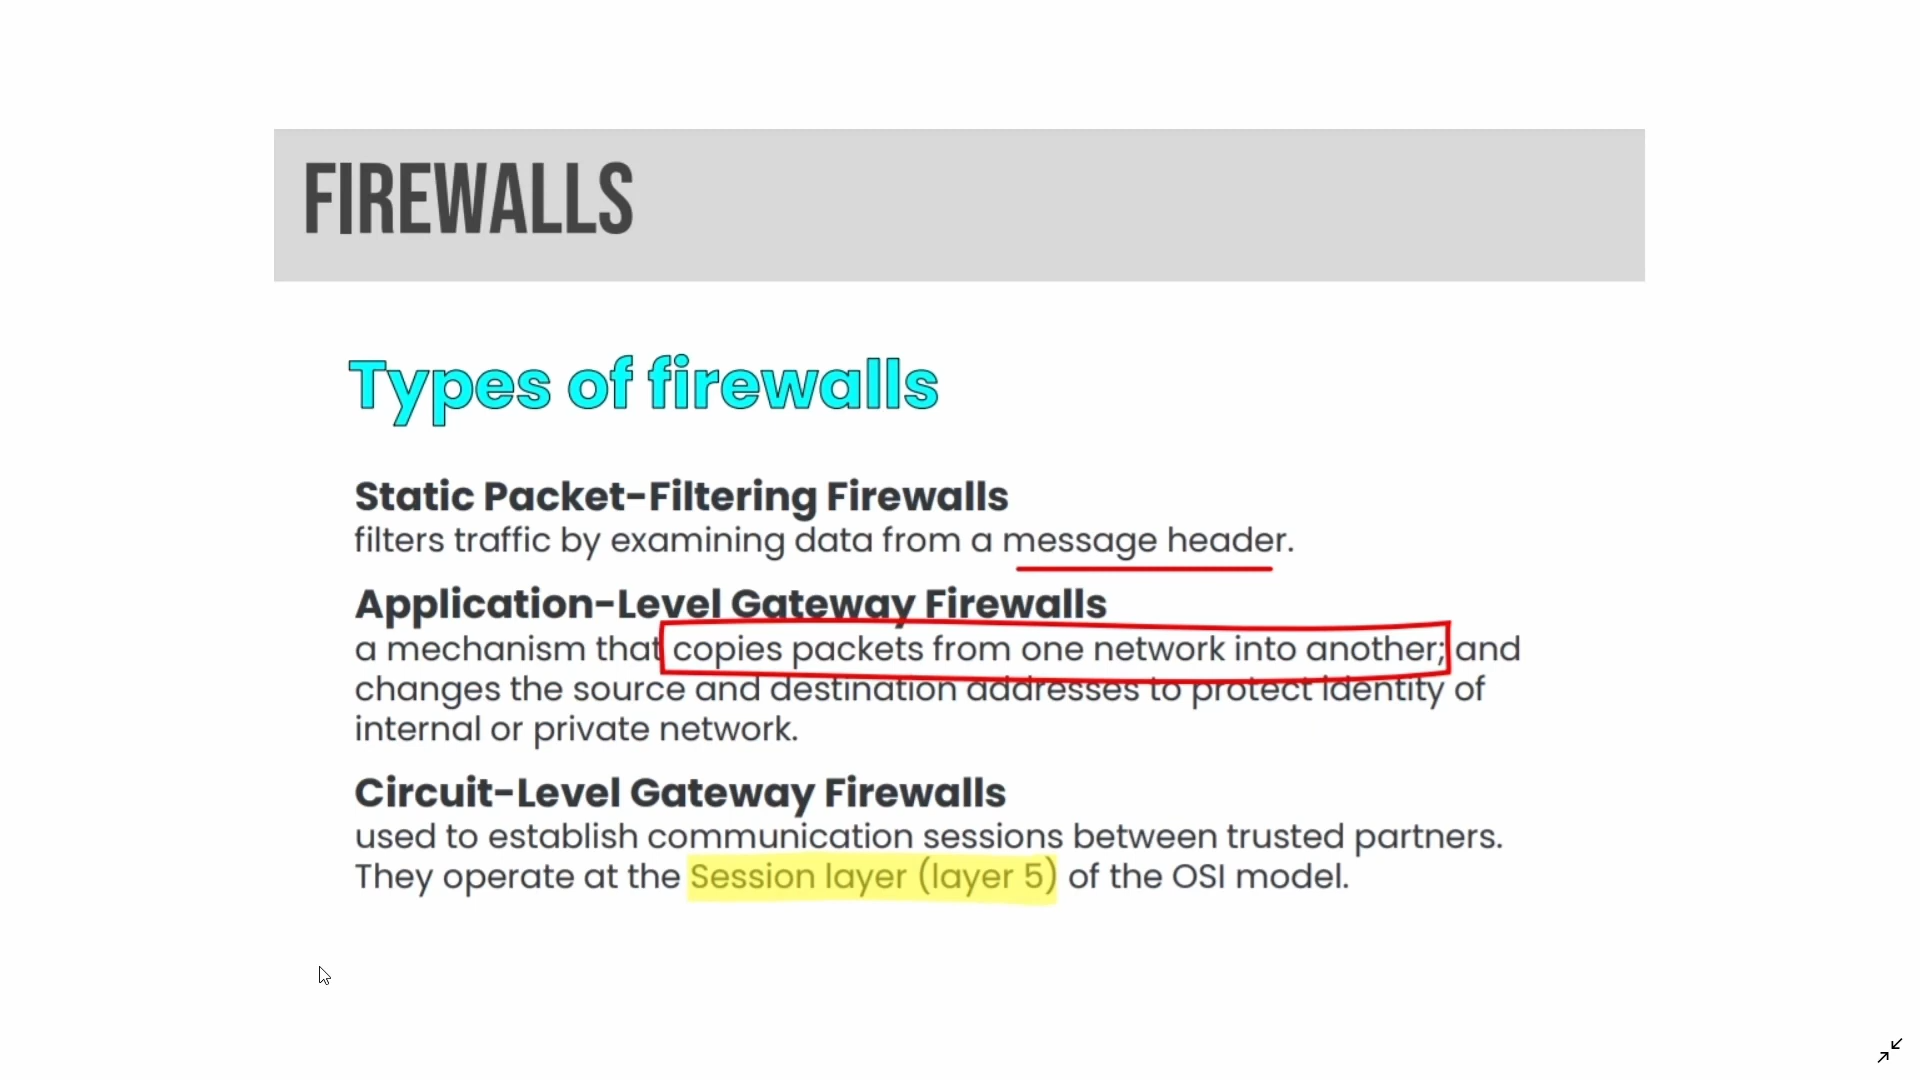 FIREWALLS
Types of firewalls
Static Packet-Filtering Firewalls
filters traffic by examining data from a message header.
Application-Level Gateway Firewalls
a mechanism that copies packets from one network into another; and
changes the source and destination addresses to protect identity of
internal or private network.
Circuit-Level Gateway Firewalls
used to establish communication sessions between trusted partners.
They operate at the Session layer (layer 5) of the OSI model.